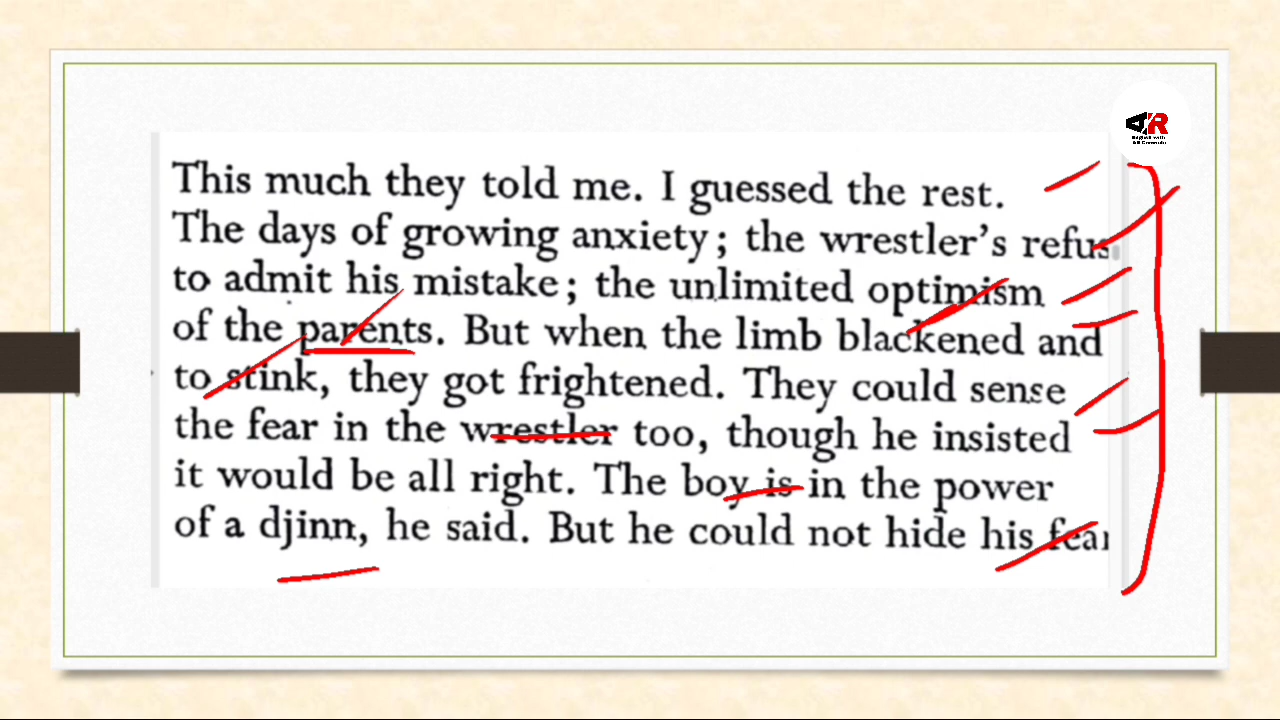 This much they told me. I guessed the rest.
The days of growing anxiety; the wrestler's refus
to admit his mistake; the unlimited optimism
of the parents. But when the limb blackened and
to stink, they got frightened. They could sense
the fear in the wrestler too, though he insisted
it would be all right. The boy is in the power
of a djinn, he said. But he could not hide his fear
AR
English with